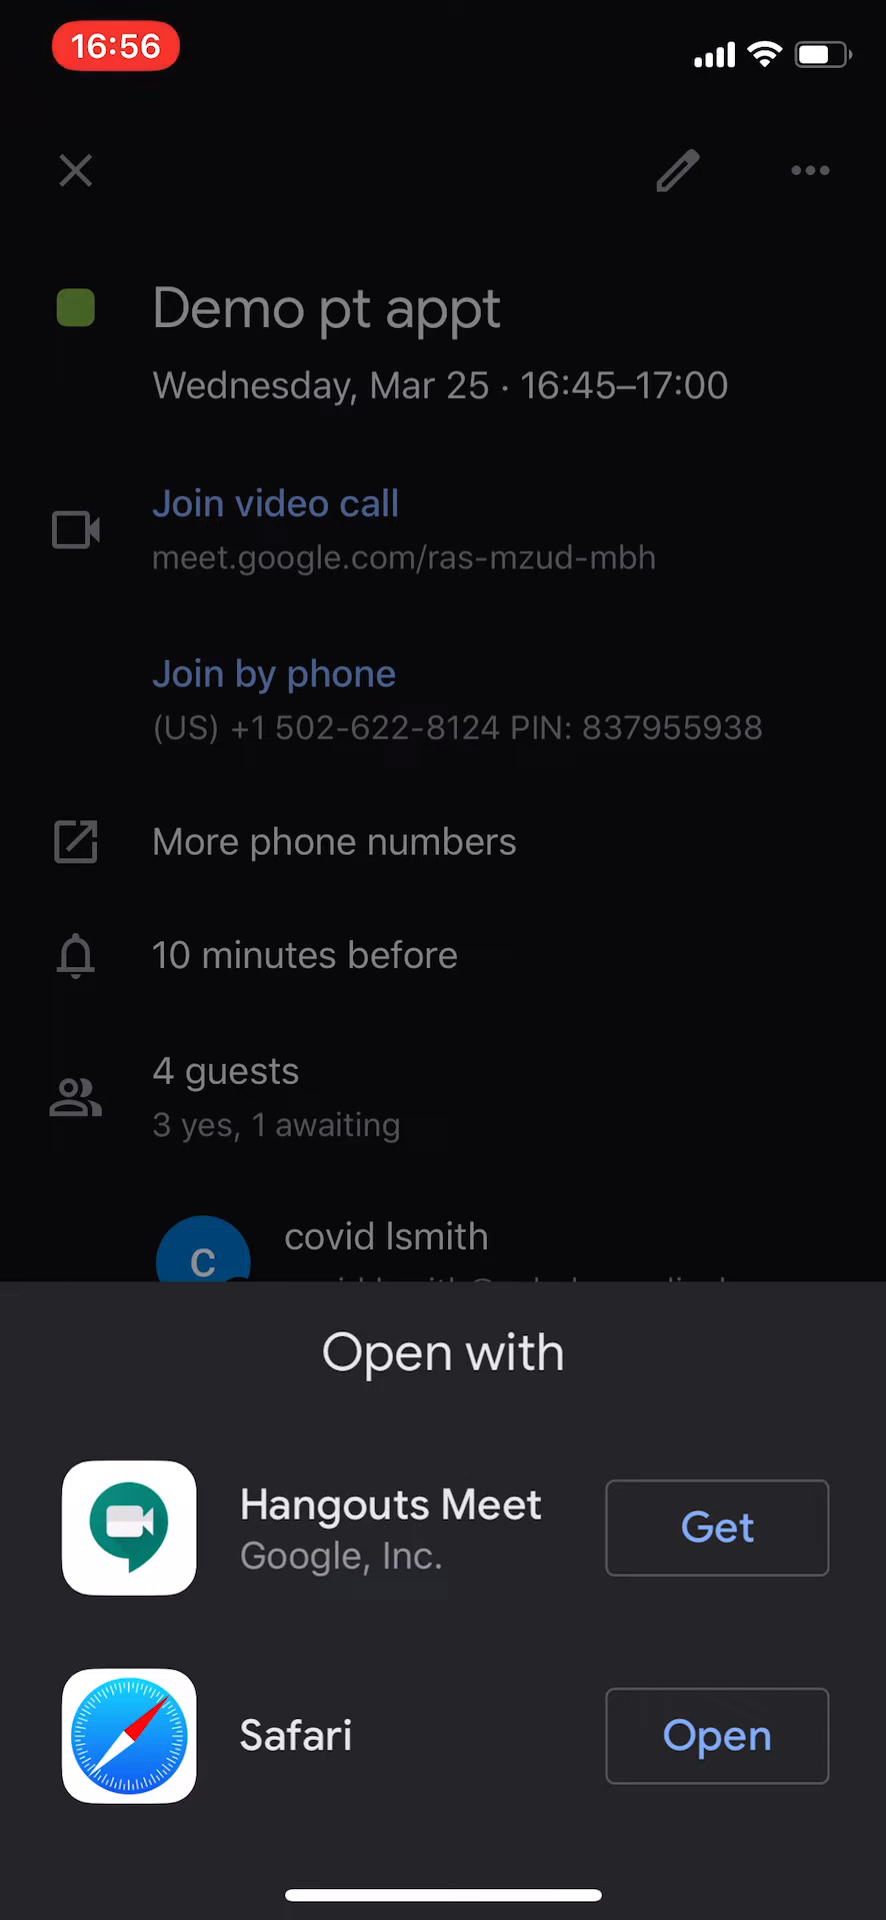 16:56
Demo pt appt
Wednesday, Mar 25 · 16:45–17:00
Join video call
meet.google.com/ras-mzud-mbh
Join by phone
(US) +1 502-622-8124 PIN: 837955938
More phone numbers
10 minutes before
4 guests
3 yes, 1 awaiting
C
covid lsmith
Open with
Hangouts Meet
Get
Google, Inc.
Safari
Open